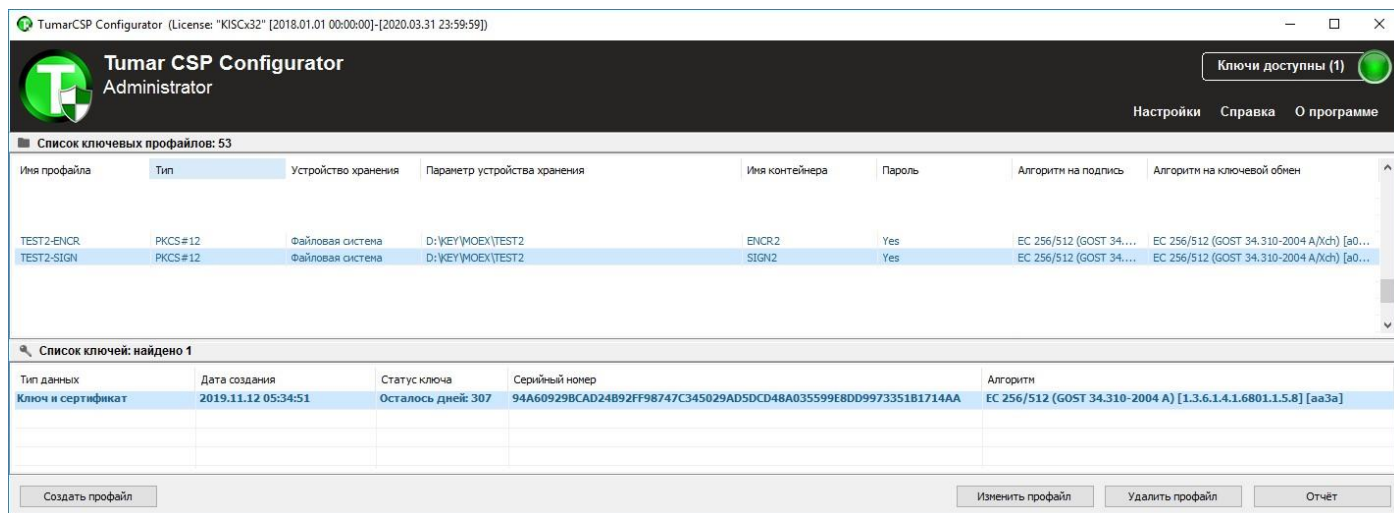 TumarCSP Configurator (License: "KISCx32" [2018.01.01 00:00:00]-[2020.03.31 23:59:59])
Tumar CSP Configurator
Administrator
Ключи доступны (1)
Настройки Справка О программе
Список ключевых профайлов: 53
Имя профайла Тип Устройство хранения Параметр устройства хранения Имя контейнера Пароль Алгоритм на подпись Алгоритм на ключевой обмен
TEST2-ENCR PKCS#12 Файловая система D:\KEY\MOEX\TEST2 ENCR2 Yes EC 256/512 (GOST 34.... EC 256/512 (GOST 34.310-2004 A/Xch) [a0...
TEST2-SIGN PKCS#12 Файловая система D:\KEY\MOEX\TEST2 SIGN2 Yes EC 256/512 (GOST 34.... EC 256/512 (GOST 34.310-2004 A/Xch) [a0...
Список ключей: найдено 1
Тип данных Дата создания Статус ключа Серийный номер Алгоритм
Ключ и сертификат 2019.11.12 05:34:51 Осталось дней: 307 94A60929BCAD24B92FF98747C345029AD5DCD48A035599E8DD9973351B1714AA EC 256/512 (GOST 34.310-2004 A) [1.3.6.1.4.1.6801.1.5.8] [aa3a]
Создать профайл Изменить профайл Удалить профайл Отчёт